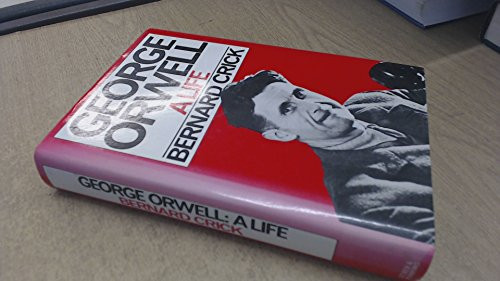 GEORGE
ORWELL
A LIFE
BERNARD CRICK
GEORGE ORWELL: A LIFE
BERNARD CRICK